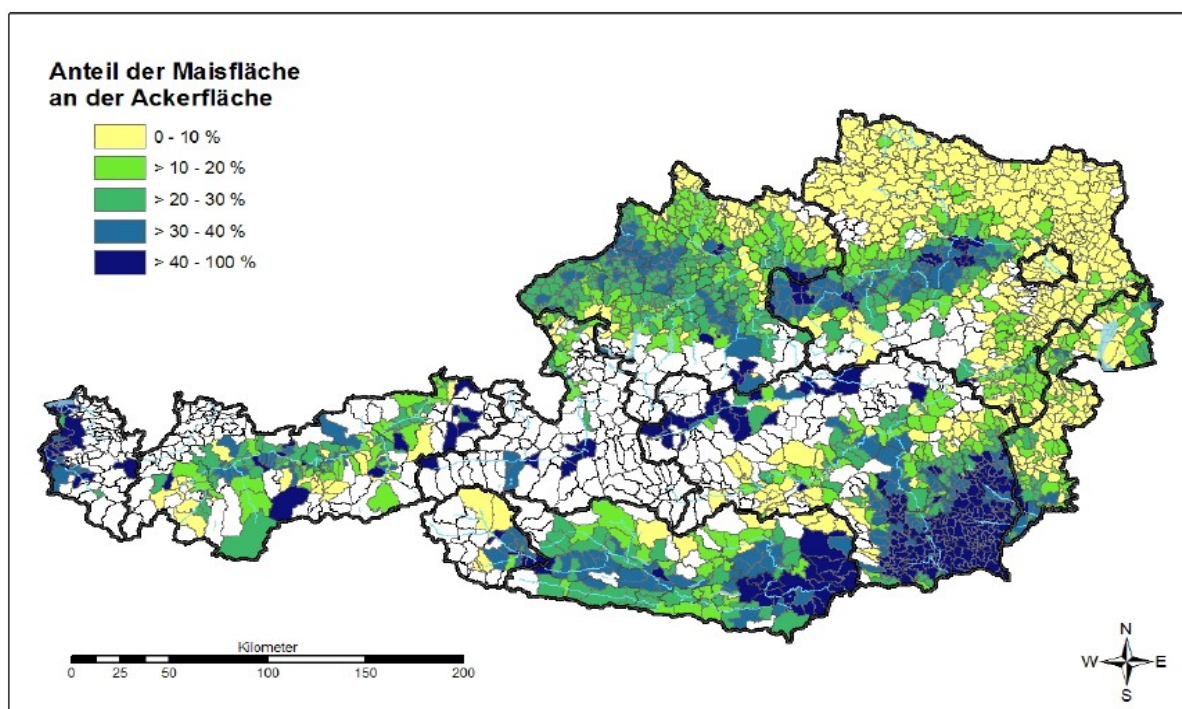 Anteil der Maisfläche
an der Ackerfläche
0 - 10 %
> 10 - 20 %
> 20 - 30 %
> 30 - 40 %
> 40 - 100 %
Kilometer
0 25 50 100 150 200
N
W E
S